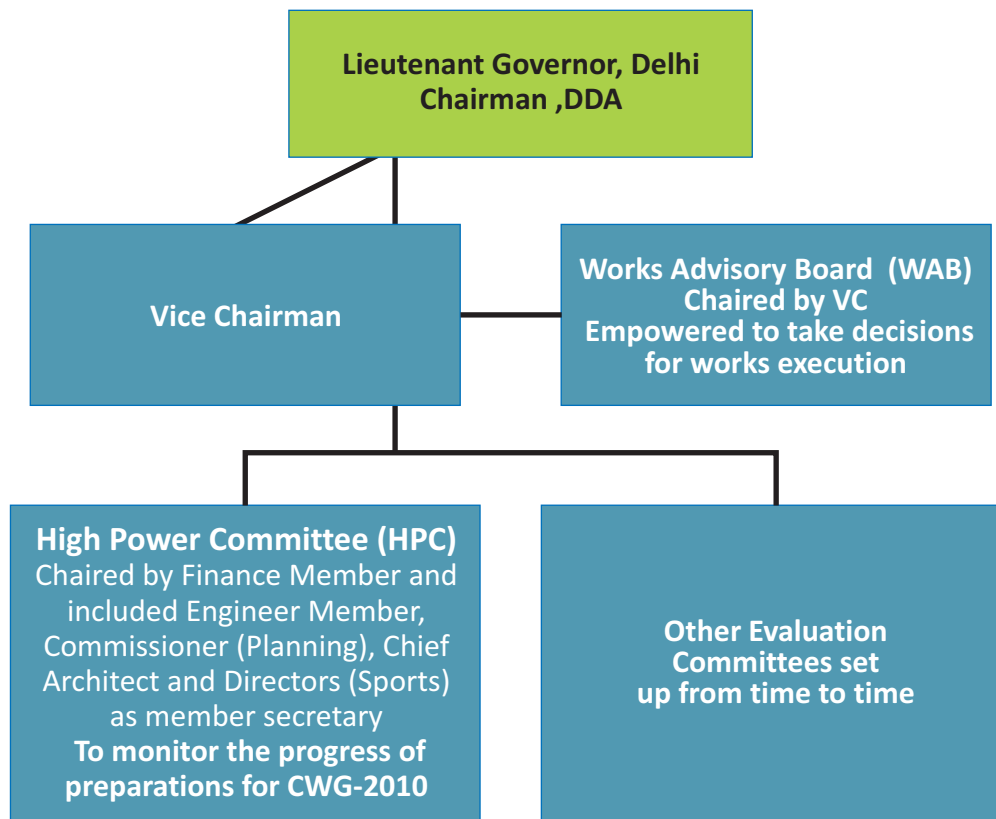 Lieutenant Governor, Delhi
Chairman ,DDA
Vice Chairman
Works Advisory Board (WAB)
Chaired by VC
Empowered to take decisions
for works execution
High Power Committee (HPC)
Chaired by Finance Member and
included Engineer Member,
Commissioner (Planning), Chief
Architect and Directors (Sports)
as member secretary
To monitor the progress of
preparations for CWG-2010
Other Evaluation
Committees set
up from time to time